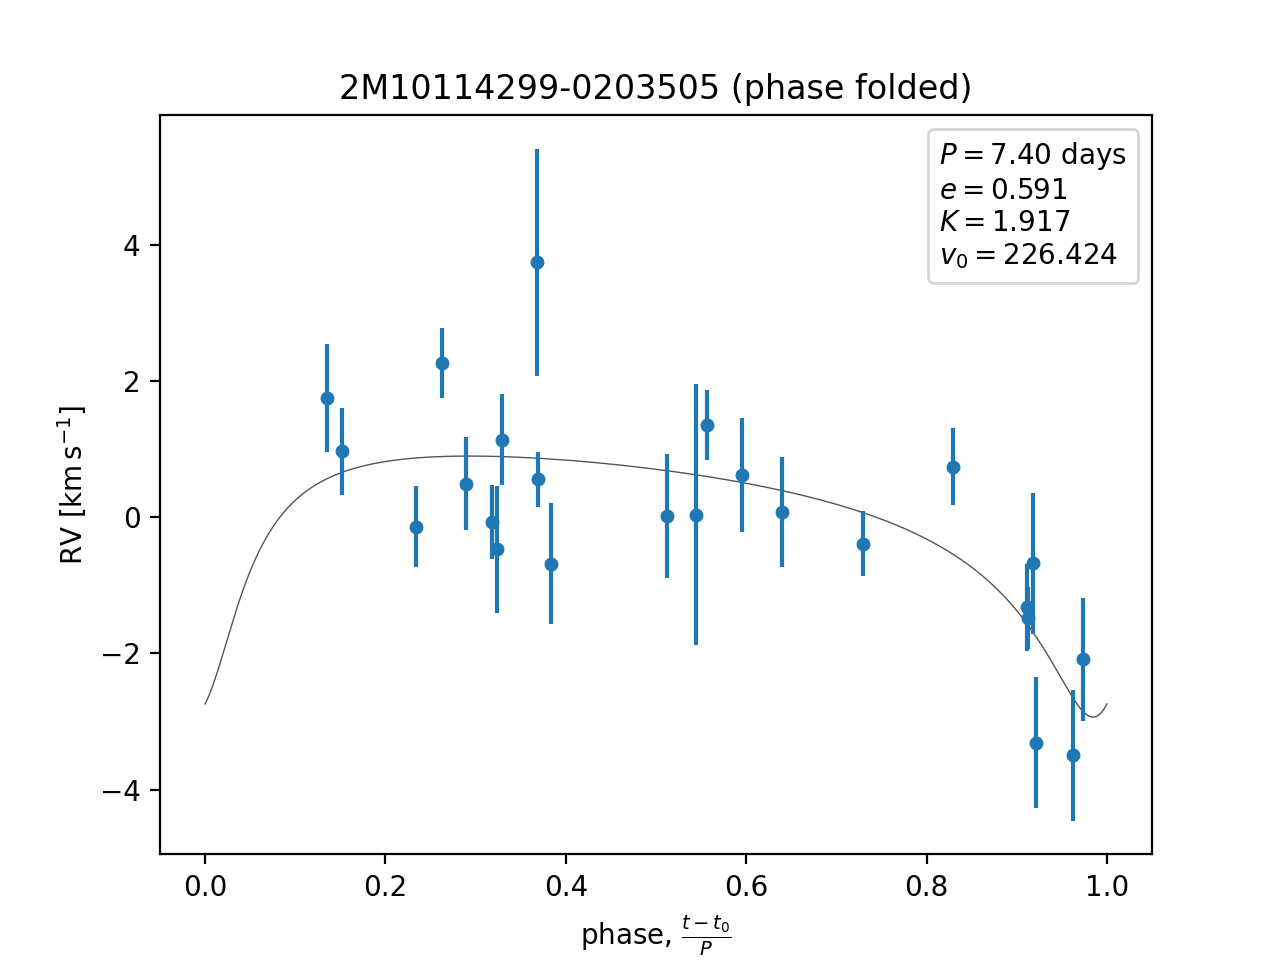 2M10114299-0203505 (phase folded)
P = 7.40 days
e = 0.591
K = 1.917
v₀ = 226.424
RV [km s⁻¹]
4
2
0
−2
−4
0.0 0.2 0.4 0.6 0.8 1.0
phase, (t − t₀)/P